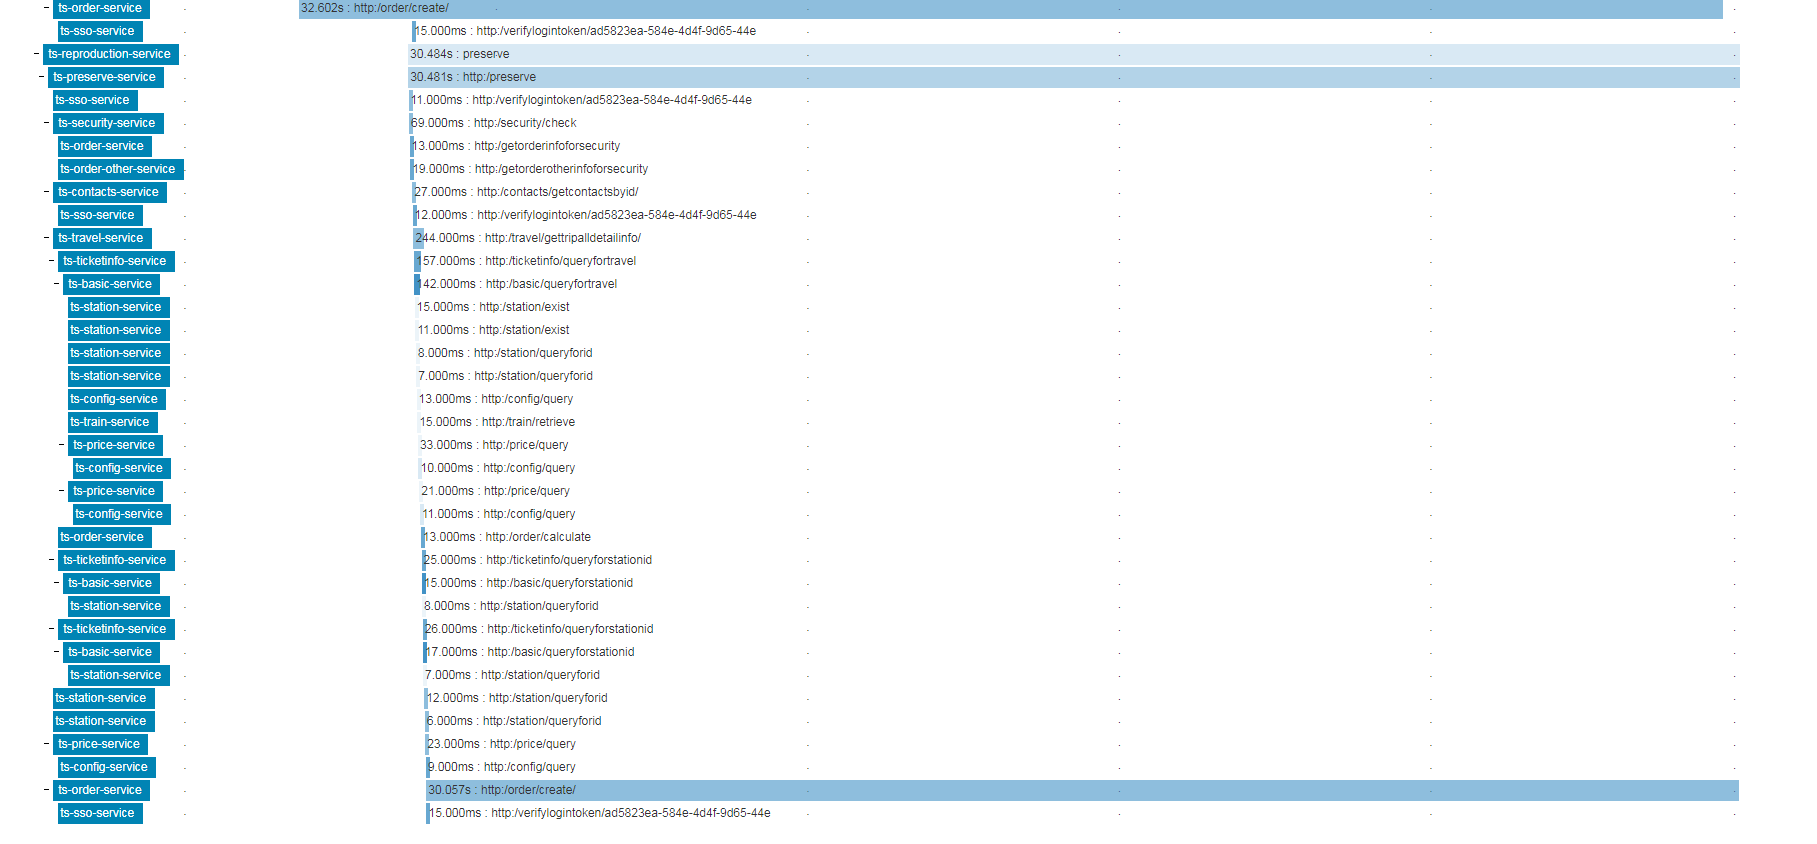 ts-order-service 32.602s : http:/order/create/
ts-sso-service 15.000ms : http:/verifylogintoken/ad5823ea-584e-4d4f-9d65-44e
ts-reproduction-service 30.484s : preserve
ts-preserve-service 30.481s : http:/preserve
ts-sso-service 11.000ms : http:/verifylogintoken/ad5823ea-584e-4d4f-9d65-44e
ts-security-service 69.000ms : http:/security/check
ts-order-service 13.000ms : http:/getorderinfoforsecurity
ts-order-other-service 19.000ms : http:/getorderotherinfoforsecurity
ts-contacts-service 27.000ms : http:/contacts/getcontactsbyid/
ts-sso-service 12.000ms : http:/verifylogintoken/ad5823ea-584e-4d4f-9d65-44e
ts-travel-service 244.000ms : http:/travel/gettripalldetailinfo/
ts-ticketinfo-service 157.000ms : http:/ticketinfo/queryfortravel
ts-basic-service 142.000ms : http:/basic/queryfortravel
ts-station-service 15.000ms : http:/station/exist
ts-station-service 11.000ms : http:/station/exist
ts-station-service 8.000ms : http:/station/queryforid
ts-station-service 7.000ms : http:/station/queryforid
ts-config-service 13.000ms : http:/config/query
ts-train-service 15.000ms : http:/train/retrieve
ts-price-service 33.000ms : http:/price/query
ts-config-service 10.000ms : http:/config/query
ts-price-service 21.000ms : http:/price/query
ts-config-service 11.000ms : http:/config/query
ts-order-service 13.000ms : http:/order/calculate
ts-ticketinfo-service 25.000ms : http:/ticketinfo/queryforstationid
ts-basic-service 15.000ms : http:/basic/queryforstationid
ts-station-service 8.000ms : http:/station/queryforid
ts-ticketinfo-service 26.000ms : http:/ticketinfo/queryforstationid
ts-basic-service 17.000ms : http:/basic/queryforstationid
ts-station-service 7.000ms : http:/station/queryforid
ts-station-service 12.000ms : http:/station/queryforid
ts-station-service 6.000ms : http:/station/queryforid
ts-price-service 23.000ms : http:/price/query
ts-config-service 9.000ms : http:/config/query
ts-order-service 30.057s : http:/order/create/
ts-sso-service 15.000ms : http:/verifylogintoken/ad5823ea-584e-4d4f-9d65-44e